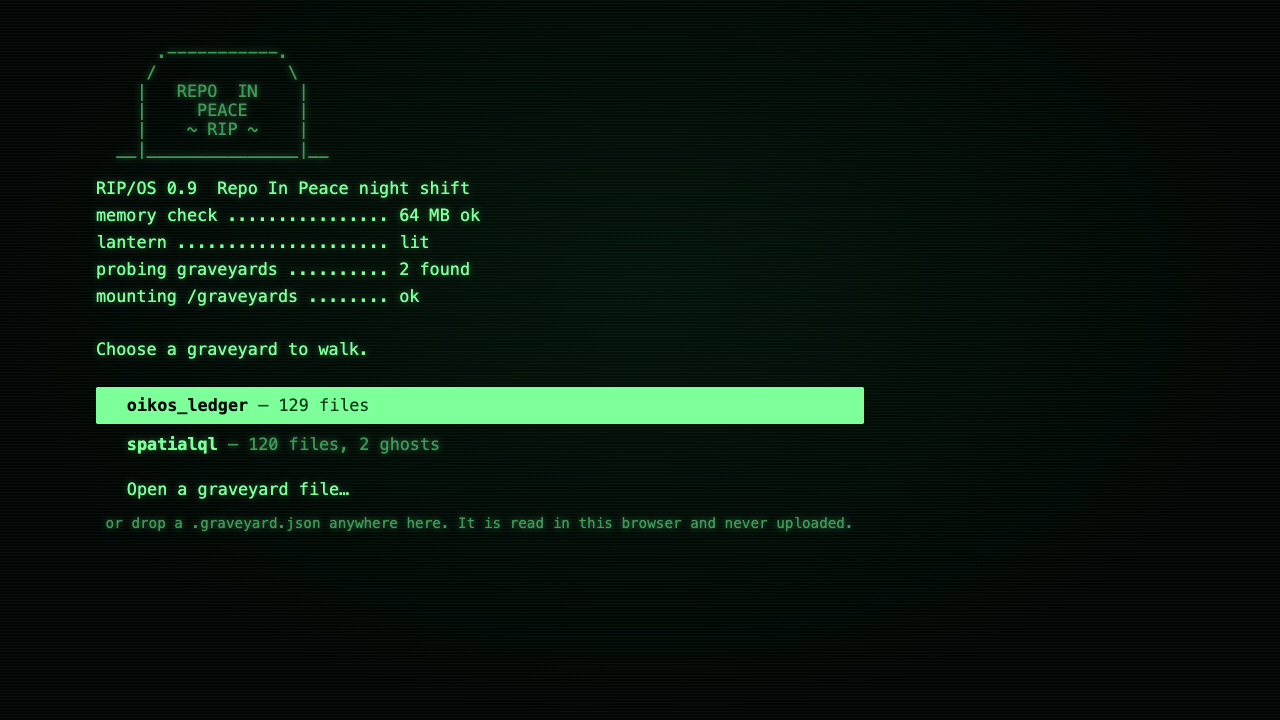 REPO IN
PEACE
~ RIP ~
RIP/OS 0.9  Repo In Peace night shift
memory check ................ 64 MB ok
lantern ..................... lit
probing graveyards .......... 2 found
mounting /graveyards ........ ok
Choose a graveyard to walk.
oikos_ledger — 129 files
spatialql — 120 files, 2 ghosts
Open a graveyard file…
or drop a .graveyard.json anywhere here. It is read in this browser and never uploaded.